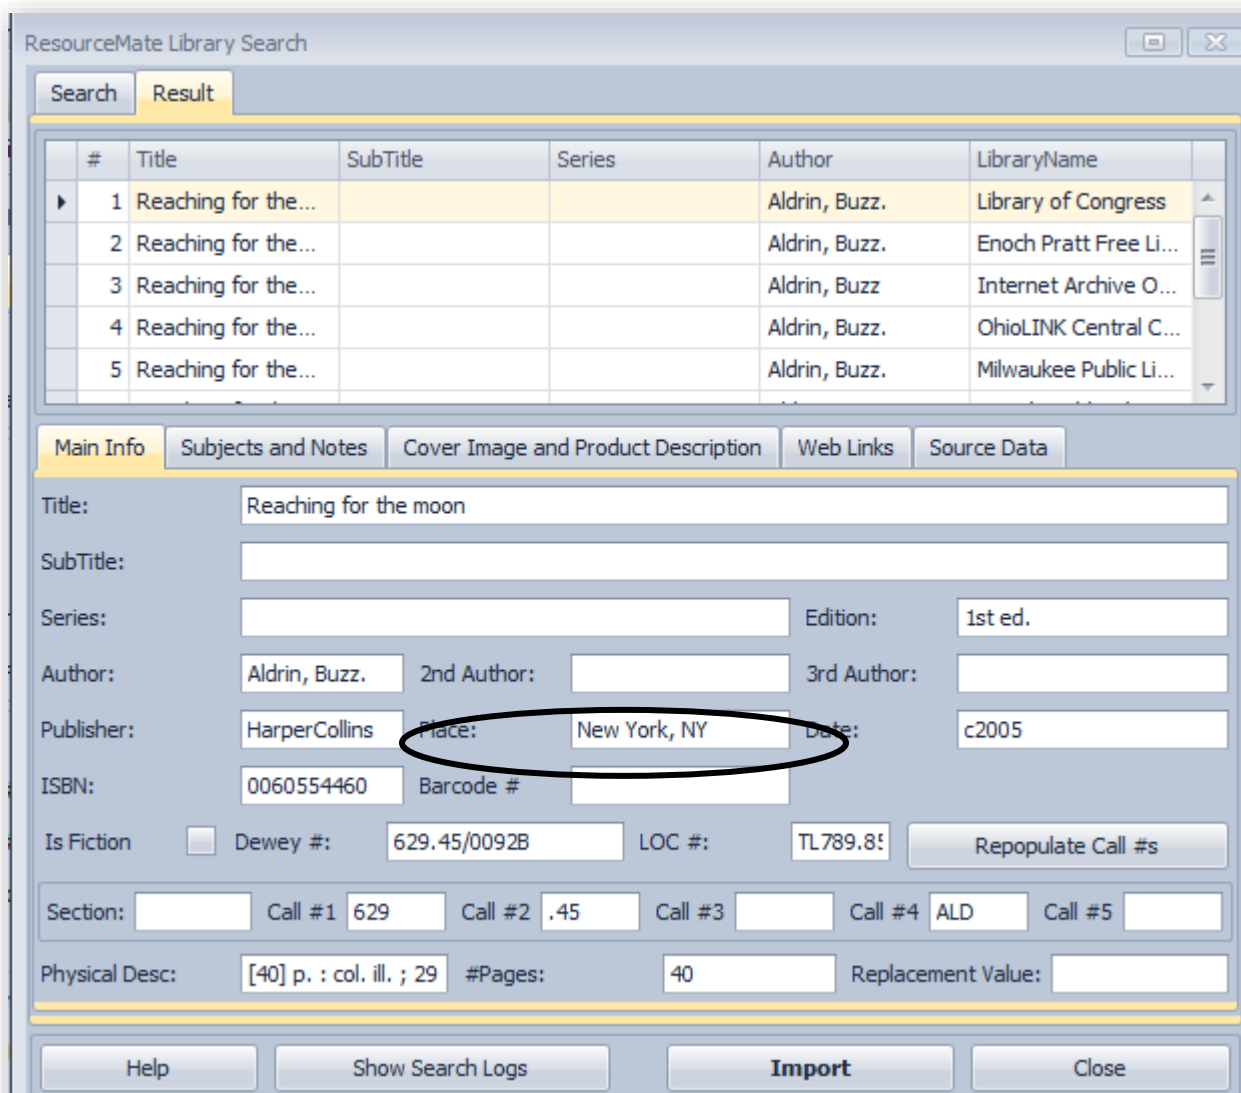 ResourceMate Library Search
Search Result
# Title SubTitle Series Author LibraryName
1 Reaching for the... Aldrin, Buzz. Library of Congress
2 Reaching for the... Aldrin, Buzz. Enoch Pratt Free Li...
3 Reaching for the... Aldrin, Buzz Internet Archive O...
4 Reaching for the... Aldrin, Buzz. OhioLINK Central C...
5 Reaching for the... Aldrin, Buzz. Milwaukee Public Li...
Main Info Subjects and Notes Cover Image and Product Description Web Links Source Data
Title: Reaching for the moon
SubTitle:
Series: Edition: 1st ed.
Author: Aldrin, Buzz. 2nd Author: 3rd Author:
Publisher: HarperCollins Place: New York, NY Date: c2005
ISBN: 0060554460 Barcode #
Is Fiction Dewey #: 629.45/0092B LOC #: TL789.85 Repopulate Call #s
Section: Call #1 629 Call #2 .45 Call #3 Call #4 ALD Call #5
Physical Desc: [40] p. : col. ill. ; 29 #Pages: 40 Replacement Value:
Help Show Search Logs Import Close